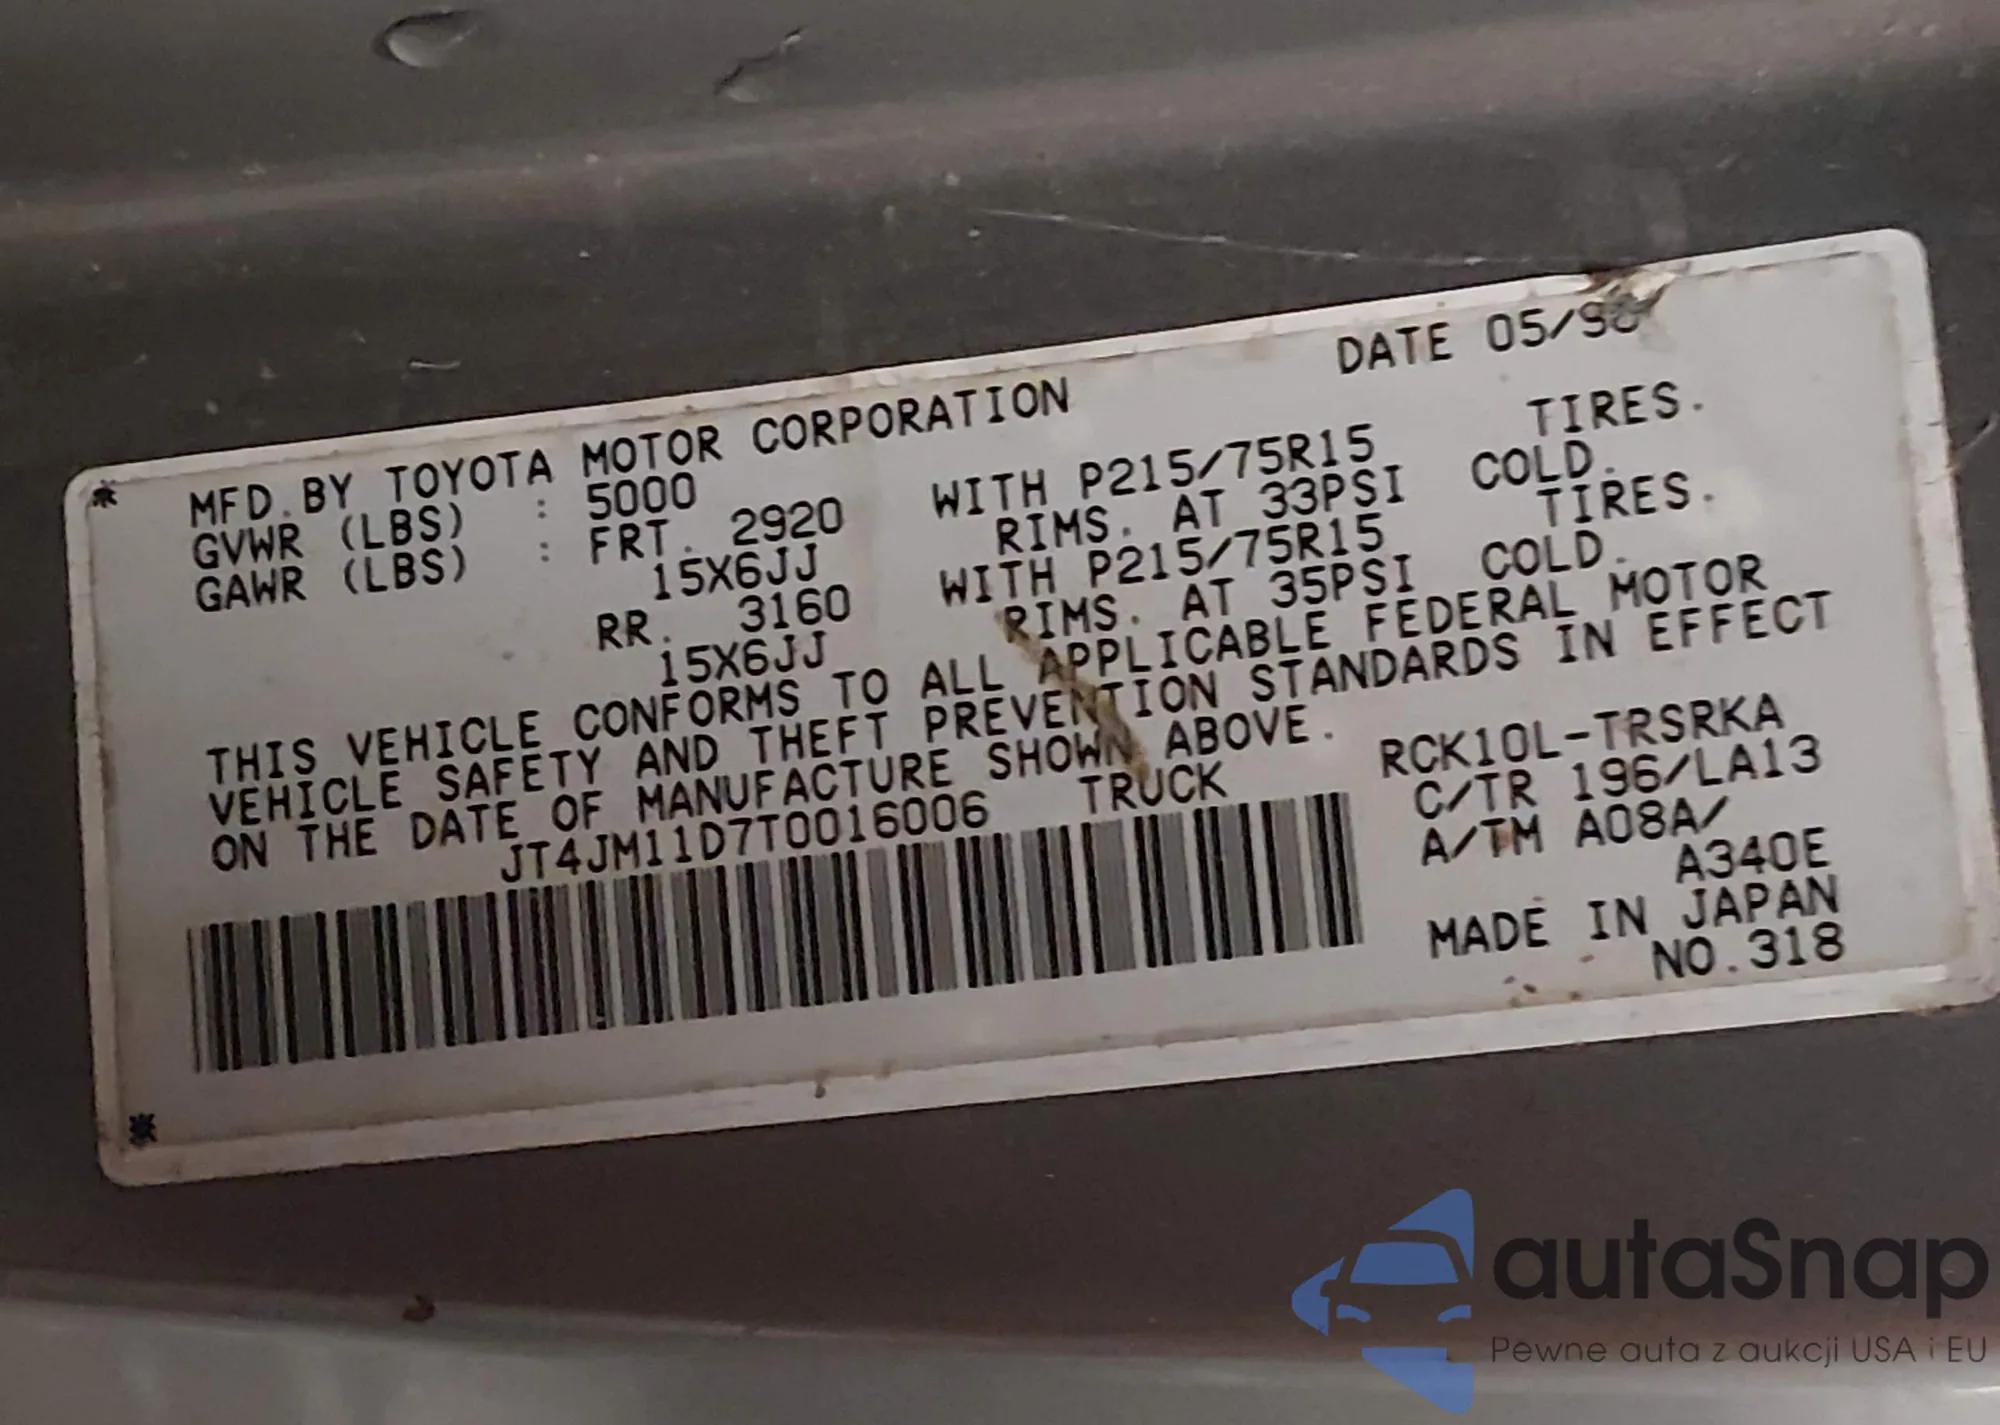 DATE 05/96
MFD.BY TOYOTA MOTOR CORPORATION
GVWR (LBS) : 5000
GAWR (LBS) : FRT. 2920 WITH P215/75R15 TIRES.
15X6JJ RIMS. AT 33PSI COLD.
RR. 3160 WITH P215/75R15 TIRES.
15X6JJ RIMS. AT 35PSI COLD.
THIS VEHICLE CONFORMS TO ALL APPLICABLE FEDERAL MOTOR
VEHICLE SAFETY AND THEFT PREVENTION STANDARDS IN EFFECT
ON THE DATE OF MANUFACTURE SHOWN ABOVE.
JT4JM11D7T0016006 TRUCK
RCK10L-TRSRKA
C/TR 196/LA13
A/TM A08A/
A340E
MADE IN JAPAN
NO.318
autaSnap
Pewne auta z aukcji USA i EU